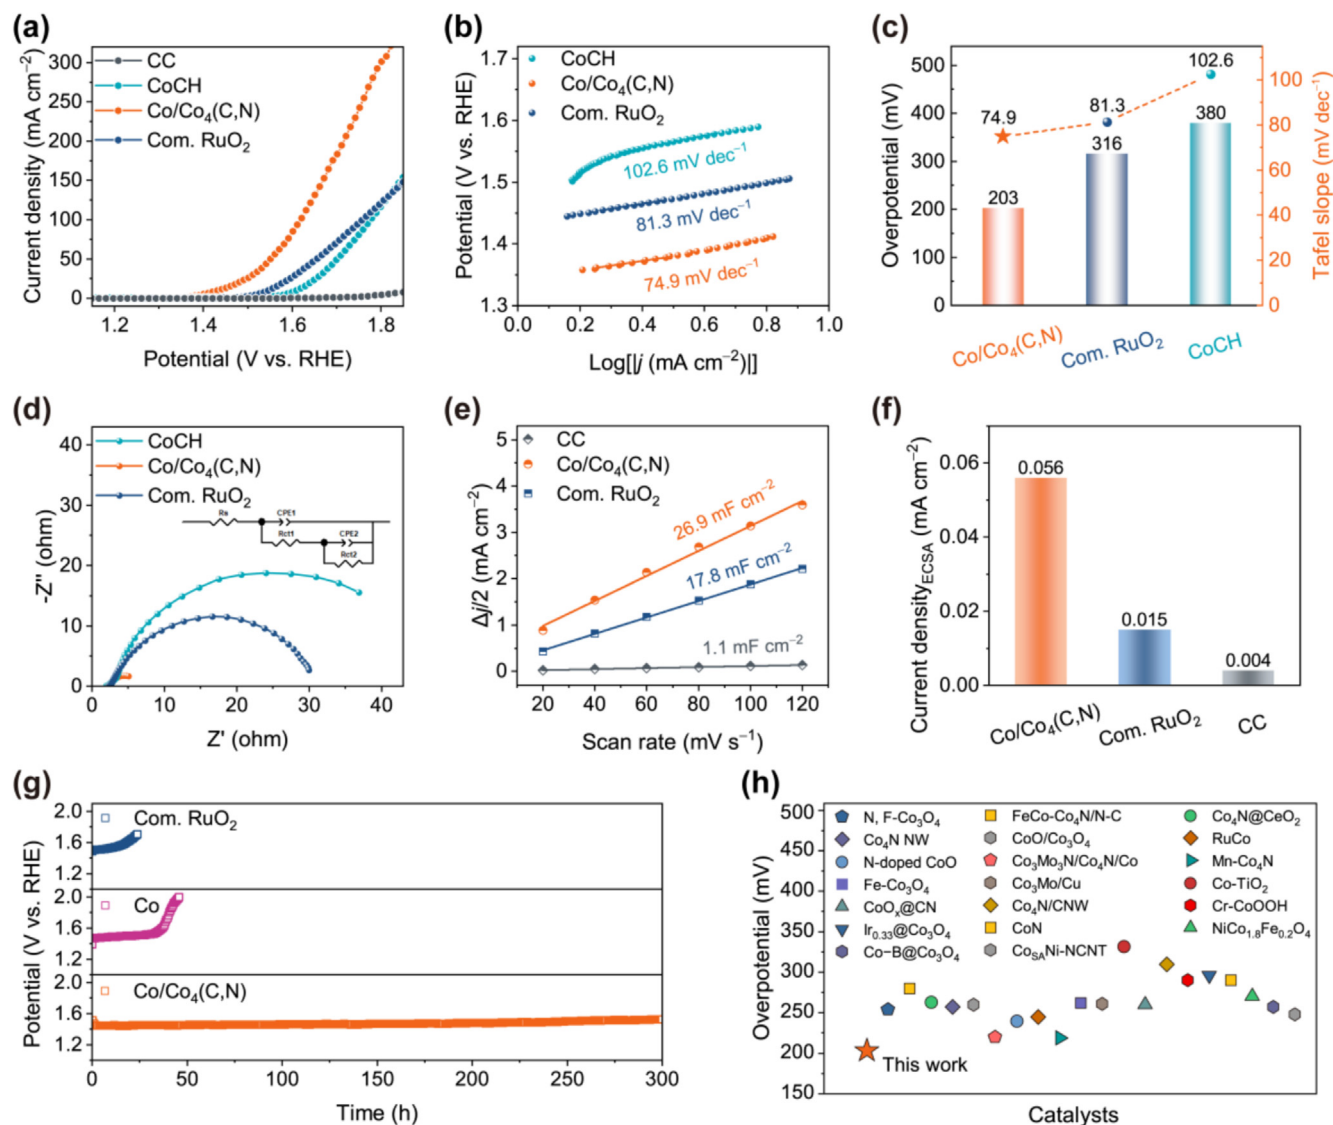 (a)
Current density (mA cm⁻²)
300
250
200
150
100
50
0
CC
CoCH
Co/Co₄(C,N)
Com. RuO₂
1.2 1.4 1.6 1.8
Potential (V vs. RHE)
(b)
Potential (V vs. RHE)
1.7
1.6
1.5
1.4
1.3
CoCH
Co/Co₄(C,N)
Com. RuO₂
102.6 mV dec⁻¹
81.3 mV dec⁻¹
74.9 mV dec⁻¹
0.0 0.2 0.4 0.6 0.8 1.0
Log[|j (mA cm⁻²)|]
(c)
Overpotential (mV)
500
400
300
200
100
0
74.9
81.3
102.6
203
316
380
100
80
60
40
20
0
Tafel slope (mV dec⁻¹)
Co/Co₄(C,N) Com. RuO₂ CoCH
(d)
-Z" (ohm)
40
30
20
10
0
CoCH
Co/Co₄(C,N)
Com. RuO₂
Rs CPE1
Rct1 CPE2
Rct2
0 10 20 30 40
Z' (ohm)
(e)
Δj/2 (mA cm⁻²)
5
4
3
2
1
0
CC
Co/Co₄(C,N)
Com. RuO₂
26.9 mF cm⁻²
17.8 mF cm⁻²
1.1 mF cm⁻²
20 40 60 80 100 120
Scan rate (mV s⁻¹)
(f)
Current density_ECSA (mA cm⁻²)
0.06
0.04
0.02
0.00
0.056
0.015
0.004
Co/Co₄(C,N) Com. RuO₂ CC
(g)
Potential (V vs. RHE)
2.0
1.6
1.2
Com. RuO₂
2.0
1.6
1.2
Co
2.0
1.6
1.2
Co/Co₄(C,N)
0 50 100 150 200 250 300
Time (h)
(h)
Overpotential (mV)
500
450
400
350
300
250
200
150
N, F-Co₃O₄
Co₄N NW
N-doped CoO
Fe-Co₃O₄
CoOₓ@CN
Ir₀.₃₃@Co₃O₄
Co−B@Co₃O₄
FeCo-Co₄N/N-C
CoO/Co₃O₄
Co₃Mo₃N/Co₄N/Co
Co₃Mo/Cu
Co₄N/CNW
CoN
Co_SANi-NCNT
Co₄N@CeO₂
RuCo
Mn-Co₄N
Co-TiO₂
Cr-CoOOH
NiCo₁.₈Fe₀.₂O₄
This work
Catalysts